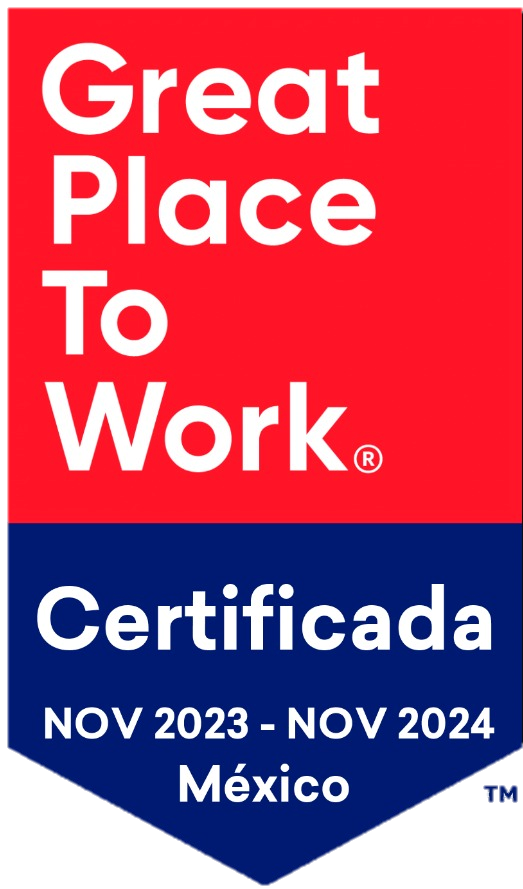 Great
Place
To
Work®
Certificada
NOV 2023 - NOV 2024
México
TM